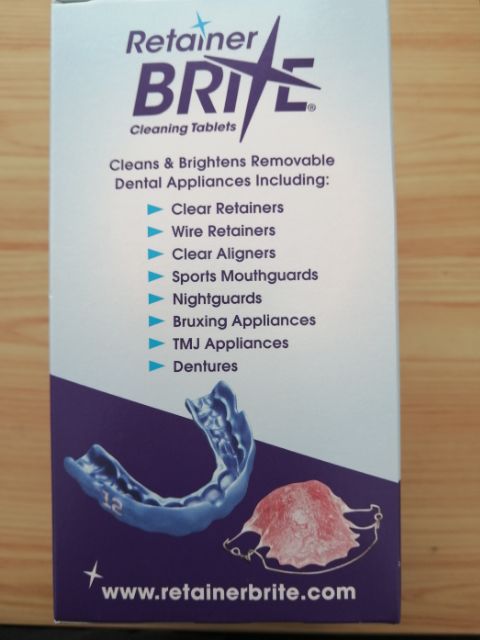 Retainer
BRITE®
Cleaning Tablets
Cleans & Brightens Removable
Dental Appliances Including:
Clear Retainers
Wire Retainers
Clear Aligners
Sports Mouthguards
Nightguards
Bruxing Appliances
TMJ Appliances
Dentures
12
www.retainerbrite.com